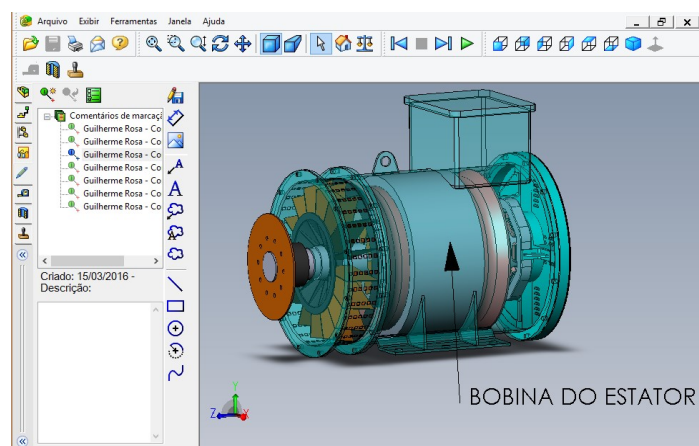 Arquivo Exibir Ferramentas Janela Ajuda
Comentários de marcaçã
Guilherme Rosa - Co
Guilherme Rosa - Co
Guilherme Rosa - Co
Guilherme Rosa - Co
Guilherme Rosa - Co
Guilherme Rosa - Co
Guilherme Rosa - Co
Criado: 15/03/2016 -
Descrição:
A
A
A
BOBINA DO ESTATOR
Y
Z
X